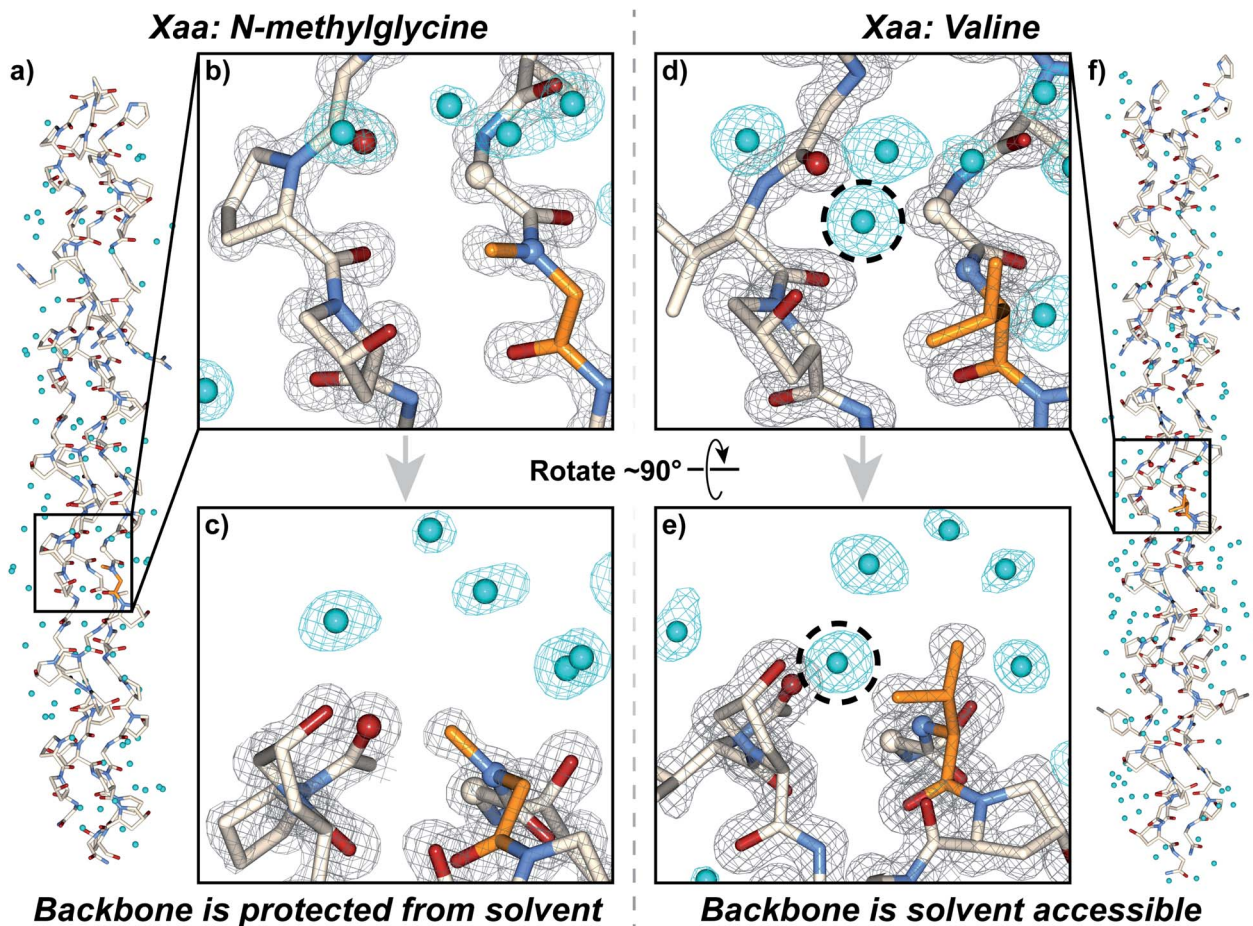 Xaa: N-methylglycine
Xaa: Valine
a)
b)
d)
f)
Rotate ~90°
c)
e)
Backbone is protected from solvent
Backbone is solvent accessible